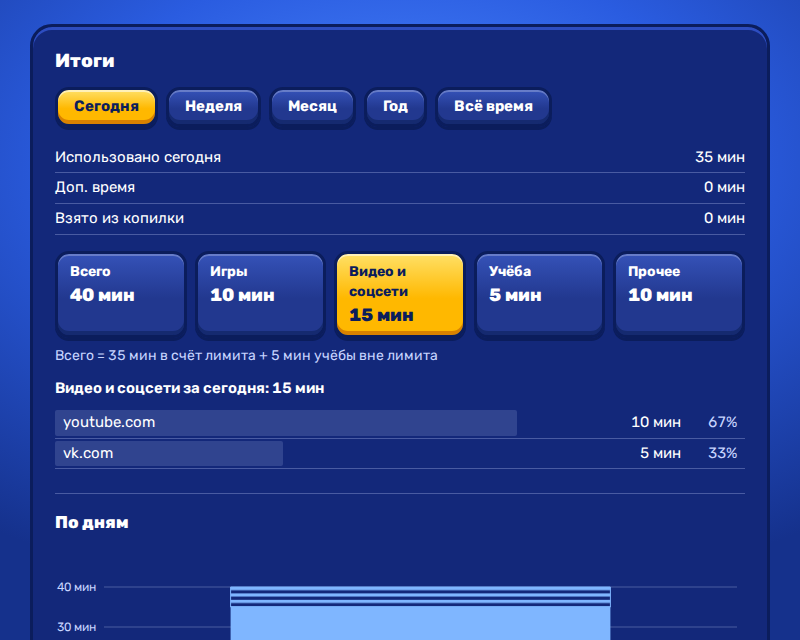 Итоги
Сегодня Неделя Месяц Год Всё время
Использовано сегодня 35 мин
Доп. время 0 мин
Взято из копилки 0 мин
Всего
40 мин
Игры
10 мин
Видео и
соцсети
15 мин
Учёба
5 мин
Прочее
10 мин
Всего = 35 мин в счёт лимита + 5 мин учёбы вне лимита
Видео и соцсети за сегодня: 15 мин
youtube.com 10 мин 67%
vk.com 5 мин 33%
По дням
40 мин
30 мин